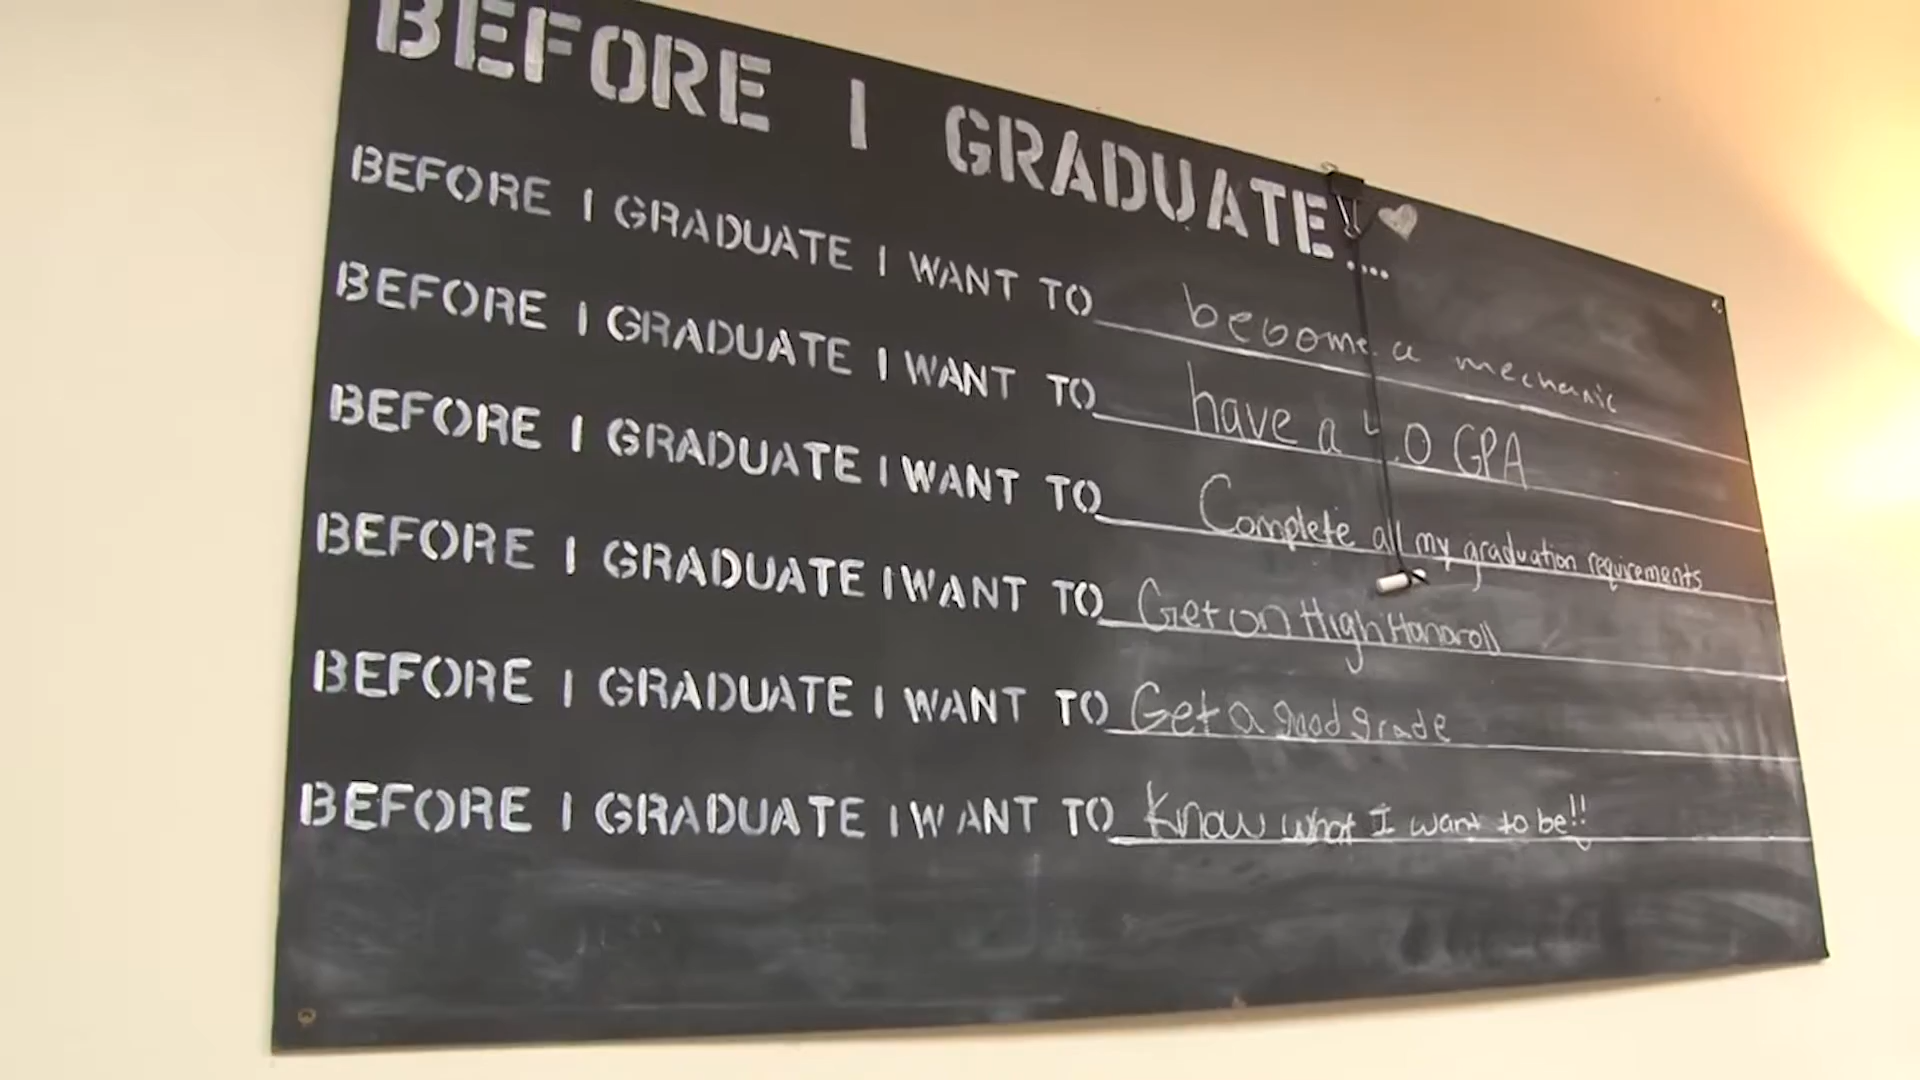 BEFORE I GRADUATE!....
BEFORE I GRADUATE I WANT TO become a mechanic
BEFORE I GRADUATE I WANT TO have a 4.0 GPA
BEFORE I GRADUATE I WANT TO Complete all my graduation requirements
BEFORE I GRADUATE I WANT TO Get on High Honoroll
BEFORE I GRADUATE I WANT TO Get a good grade
BEFORE I GRADUATE I WANT TO Know what I want to be!!